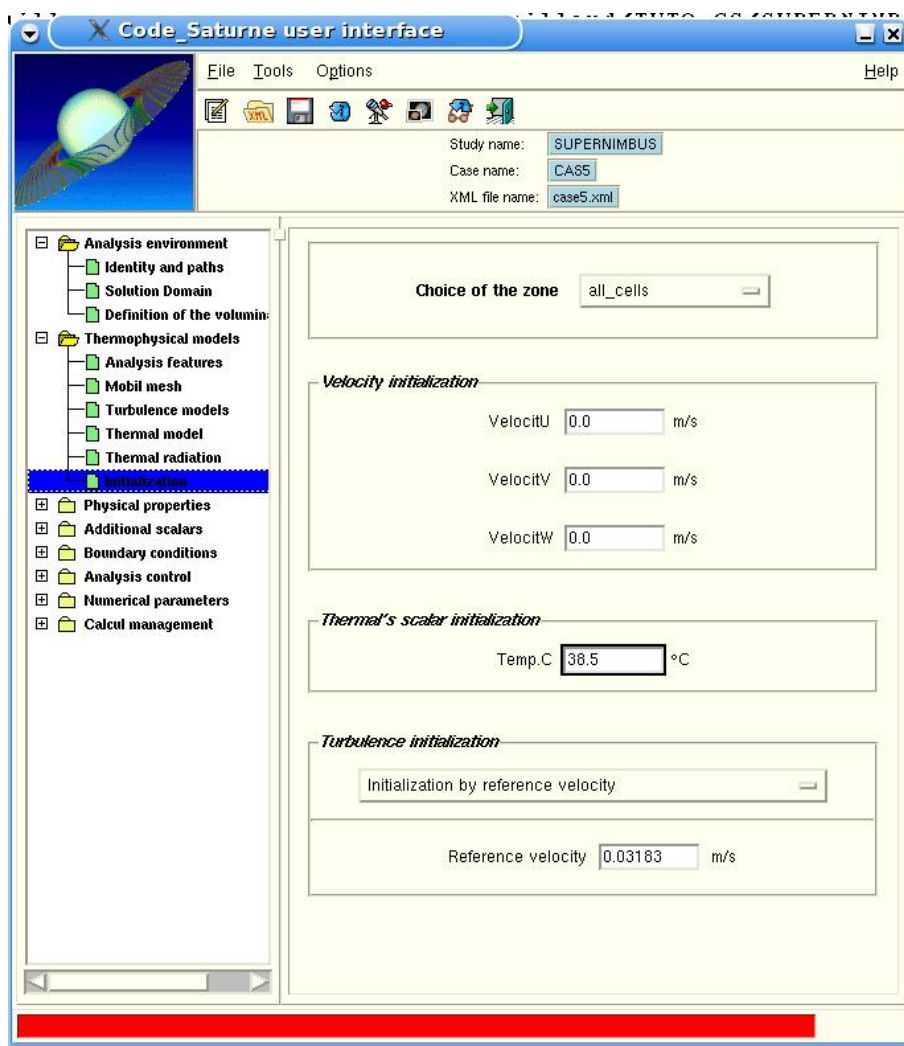 Code_Saturne user interface
File Tools Options Help
XML
Study name: SUPERNIMBUS
Case name: CAS5
XML file name: case5.xml
Analysis environment
Identity and paths
Solution Domain
Definition of the volumin
Thermophysical models
Analysis features
Mobil mesh
Turbulence models
Thermal model
Thermal radiation
Initialization
Physical properties
Additional scalars
Boundary conditions
Analysis control
Numerical parameters
Calcul management
Choice of the zone all_cells
Velocity initialization
VelocitU 0.0 m/s
VelocitV 0.0 m/s
VelocitW 0.0 m/s
Thermal's scalar initialization
Temp.C 38.5 °C
Turbulence initialization
Initialization by reference velocity
Reference velocity 0.03183 m/s